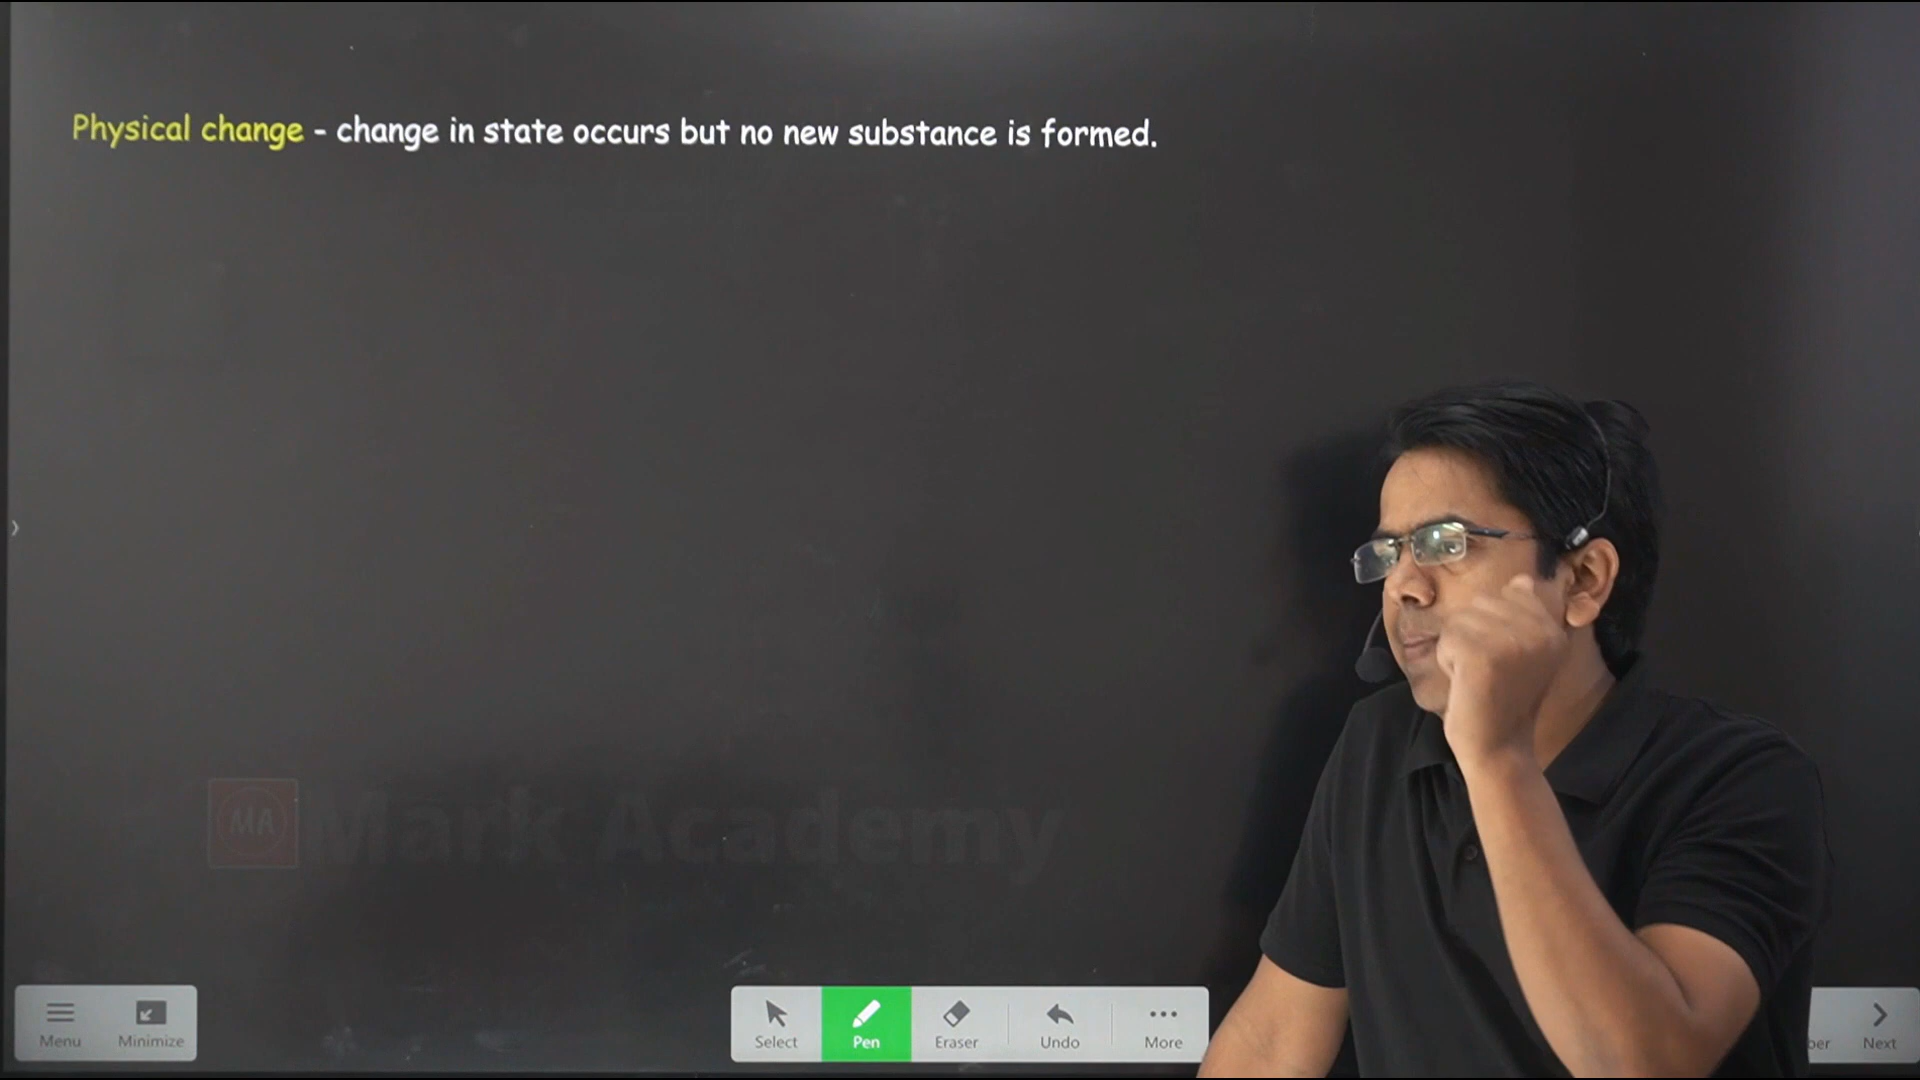 Physical change - change in state occurs but no new substance is formed.
MA Mark Academy
Menu Minimize Select Pen Eraser Undo More Next